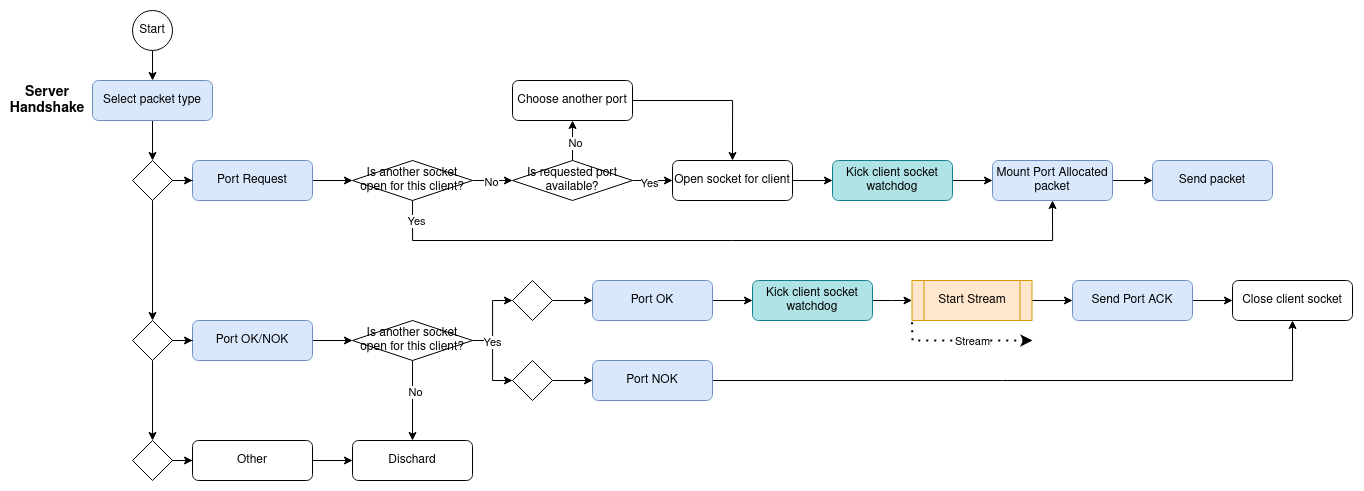 Start
Server
Handshake
Select packet type
Choose another port
No
Port Request
Is another socket
open for this client?
No
Is requested port
available?
Yes
Open socket for client
Kick client socket
watchdog
Mount Port Allocated
packet
Send packet
Yes
Port OK
Kick client socket
watchdog
Start Stream
Send Port ACK
Close client socket
Port OK/NOK
Is another socket
open for this client?
Yes
Stream
Port NOK
No
Other
Dischard